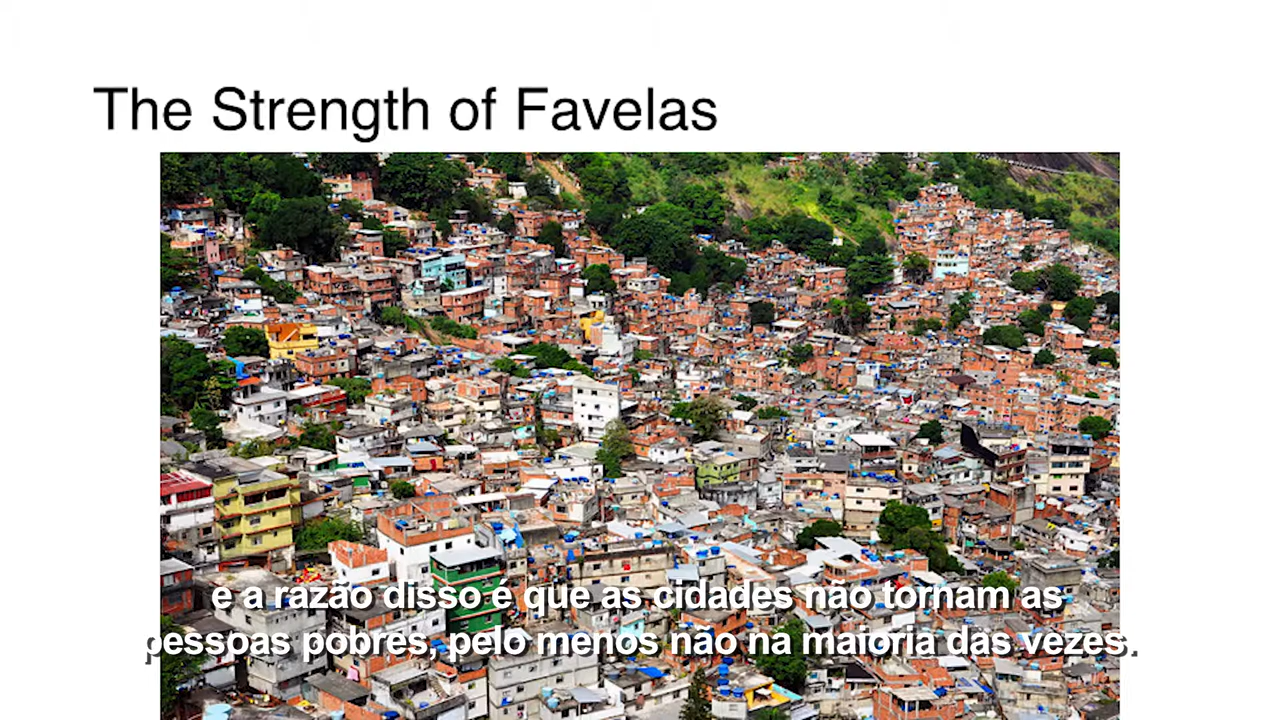 The Strength of Favelas
e a razão disso é que as cidades não tornam as
pessoas pobres, pelo menos não na maioria das vezes.